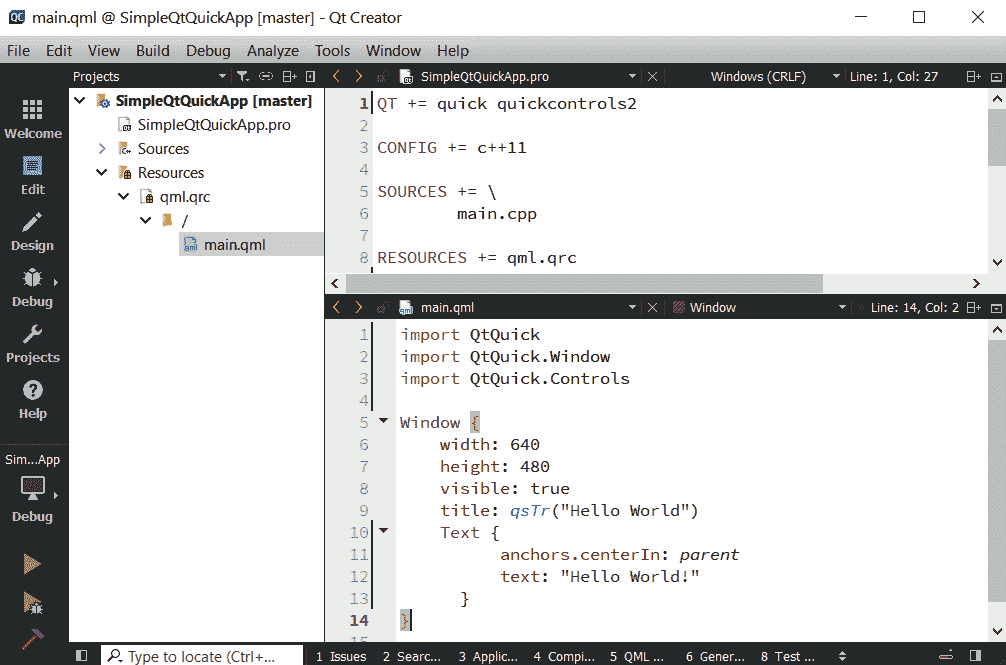 QC main.qml @ SimpleQtQuickApp [master] - Qt Creator
File Edit View Build Debug Analyze Tools Window Help
Projects
SimpleQtQuickApp.pro Windows (CRLF) Line: 1, Col: 27
Welcome
Edit
Design
Debug
Projects
Help
Sim...App
Debug
SimpleQtQuickApp [master]
SimpleQtQuickApp.pro
Sources
Resources
qml.qrc
/
main.qml
1 QT += quick quickcontrols2
2
3 CONFIG += c++11
4
5 SOURCES += \
6 main.cpp
7
8 RESOURCES += qml.qrc
main.qml Window Line: 14, Col: 2
1 import QtQuick
2 import QtQuick.Window
3 import QtQuick.Controls
4
5 Window {
6 width: 640
7 height: 480
8 visible: true
9 title: qsTr("Hello World")
10 Text {
11 anchors.centerIn: parent
12 text: "Hello World!"
13 }
14 }
15
Type to locate (Ctrl+... 1 Issues 2 Searc... 3 Applic... 4 Compi... 5 QML ... 6 Gener... 8 Test ...